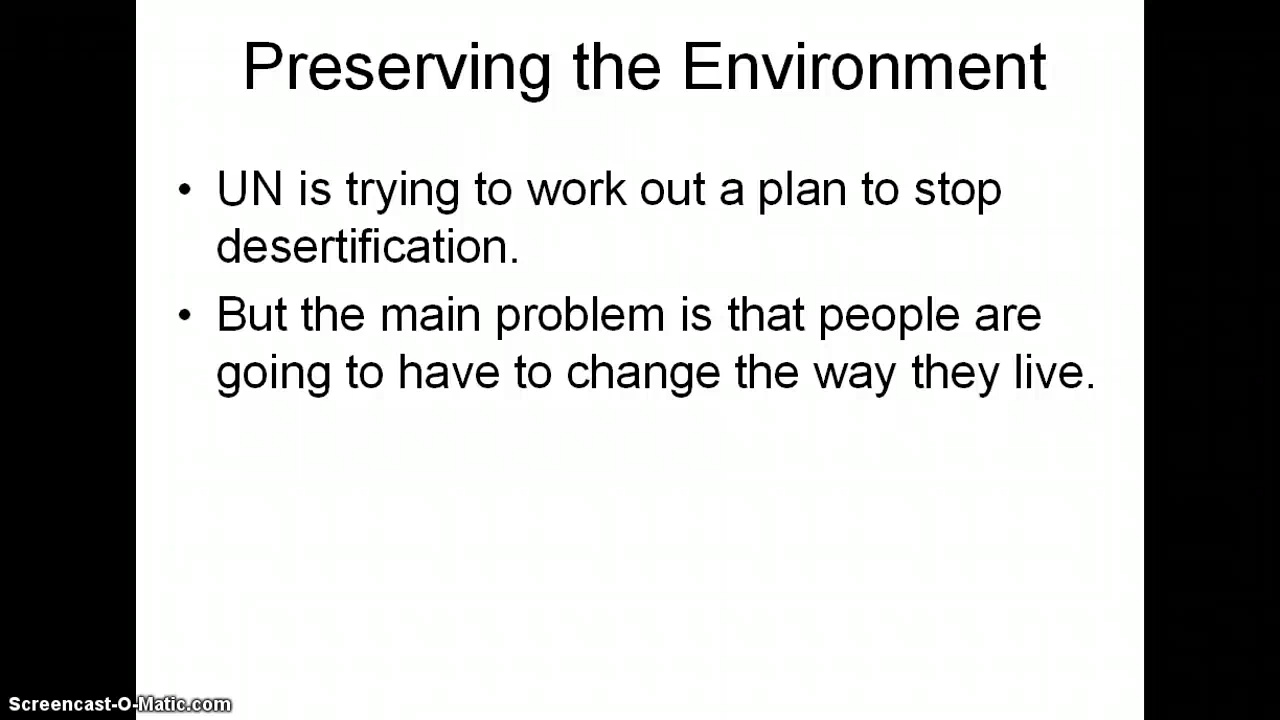 Preserving the Environment
• UN is trying to work out a plan to stop
desertification.
• But the main problem is that people are
going to have to change the way they live.
Screencast-O-Matic.com